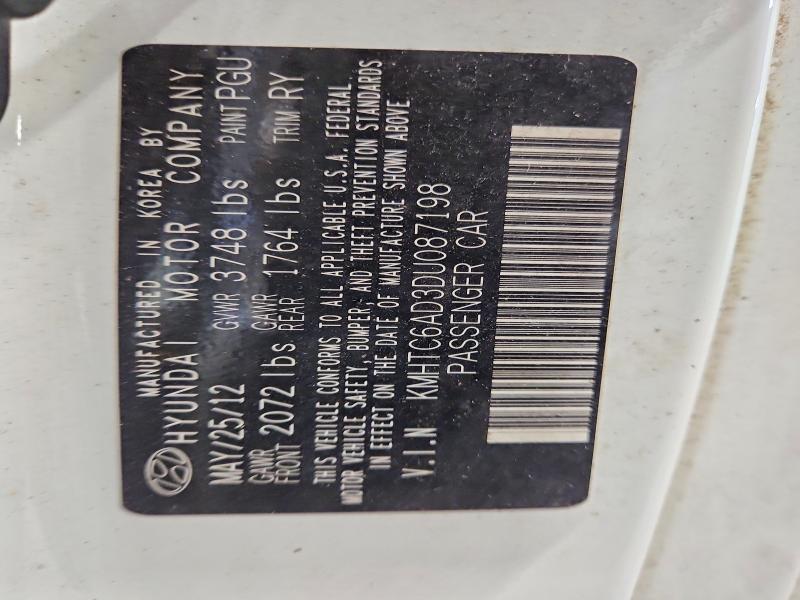 MANUFACTURED IN KOREA BY
HYUNDAI MOTOR COMPANY
MAY/25/12 GVWR 3748 lbs PAINT PGU
GAWR FRONT 2072 lbs GAWR REAR 1764 lbs TRIM RY
THIS VEHICLE CONFORMS TO ALL APPLICABLE U.S.A. FEDERAL
MOTOR VEHICLE SAFETY, BUMPER, AND THEFT PREVENTION STANDARDS
IN EFFECT ON THE DATE OF MANUFACTURE SHOWN ABOVE
V.I.N KMHTC6AD3DU087198
PASSENGER CAR